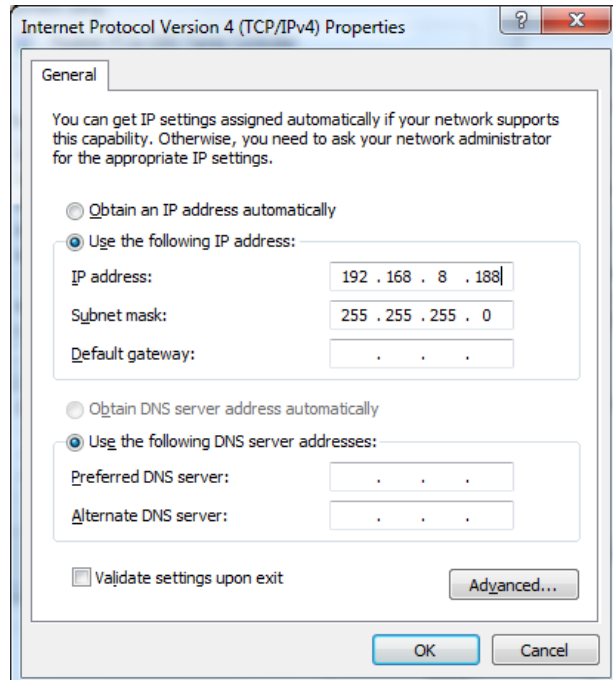 Internet Protocol Version 4 (TCP/IPv4) Properties
?
General
You can get IP settings assigned automatically if your network supports
this capability. Otherwise, you need to ask your network administrator
for the appropriate IP settings.
Obtain an IP address automatically
Use the following IP address:
IP address: 192 . 168 . 8 . 188
Subnet mask: 255 . 255 . 255 . 0
Default gateway: . . .
Obtain DNS server address automatically
Use the following DNS server addresses:
Preferred DNS server: . . .
Alternate DNS server: . . .
Validate settings upon exit
Advanced...
OK Cancel